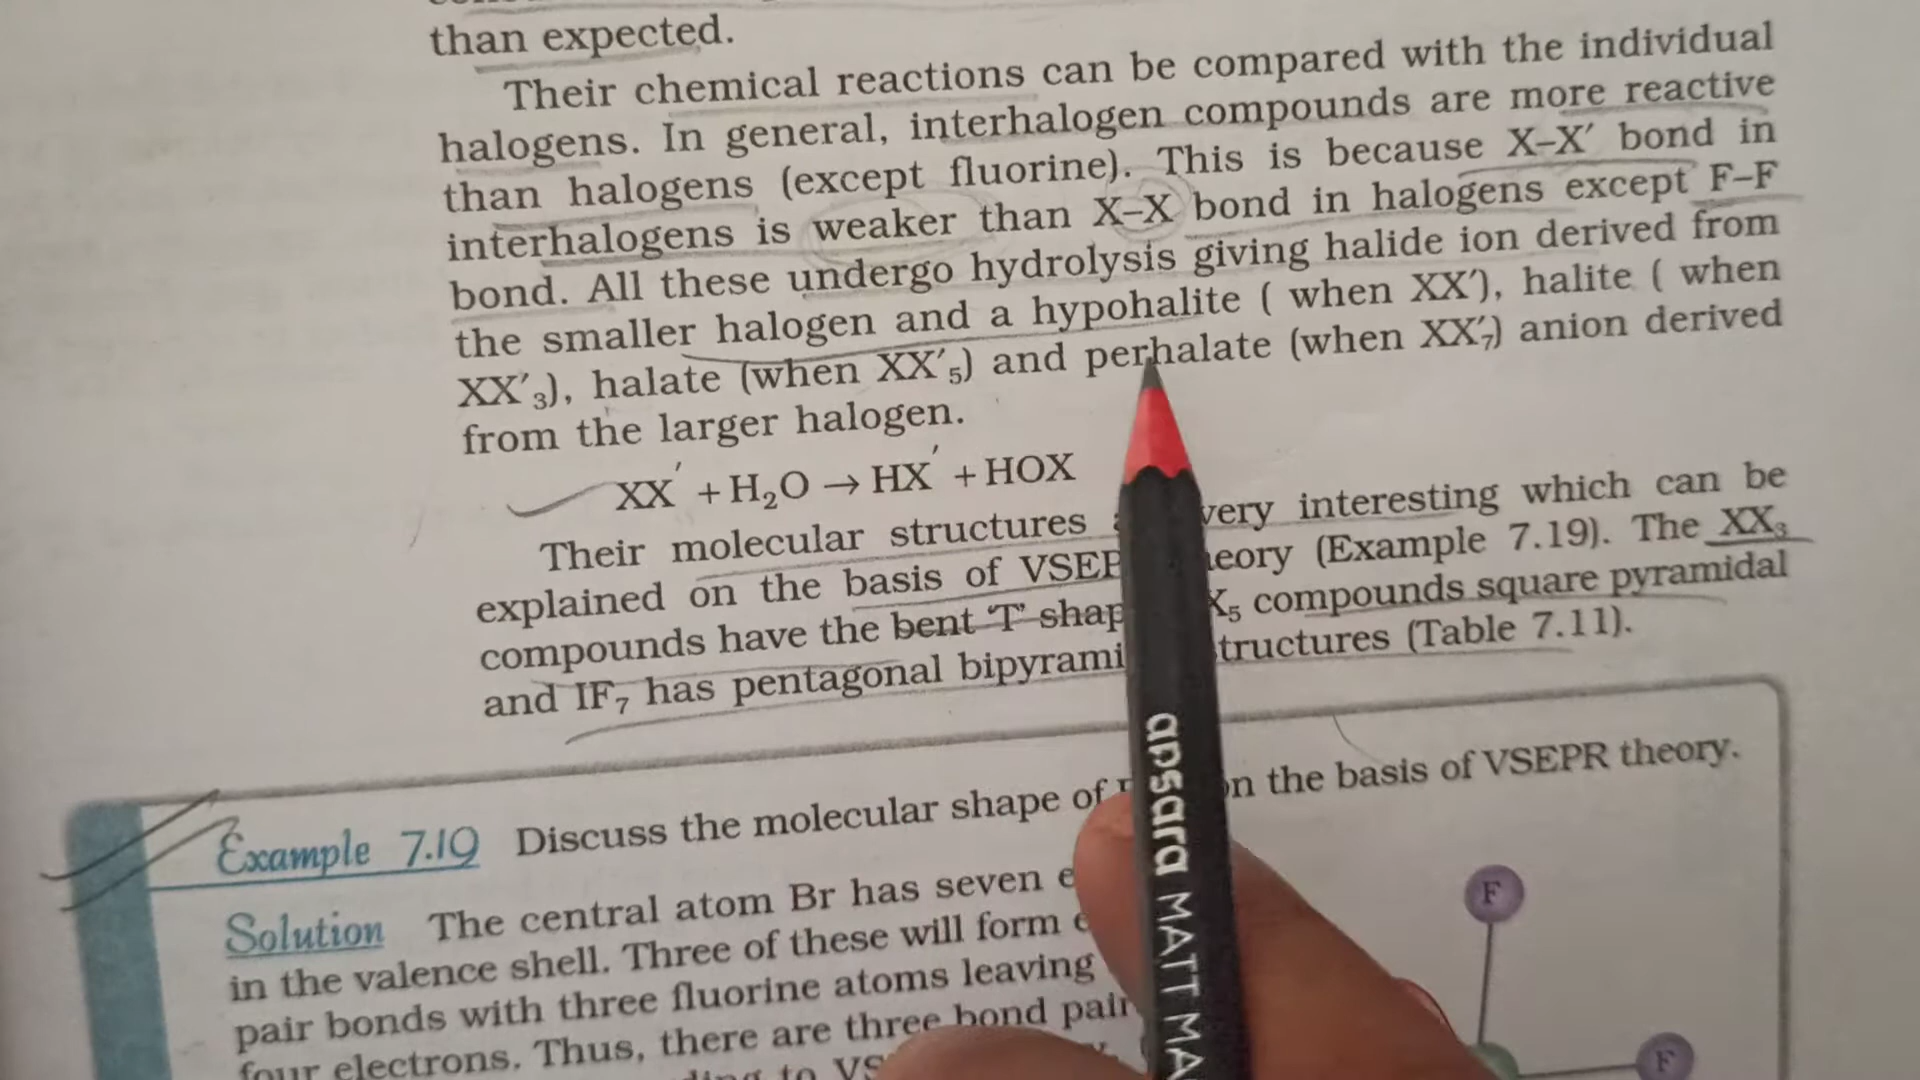 than expected.
Their chemical reactions can be compared with the individual
halogens. In general, interhalogen compounds are more reactive
than halogens (except fluorine). This is because X–X′ bond in
interhalogens is weaker than X–X bond in halogens except F–F
bond. All these undergo hydrolysis giving halide ion derived from
the smaller halogen and a hypohalite ( when XX′), halite ( when
XX′₃), halate (when XX′₅) and perhalate (when XX′₇) anion derived
from the larger halogen.
XX′ + H₂O → HX′ + HOX
Their molecular structures very interesting which can be
explained on the basis of VSEP eory (Example 7.19). The XX₃
compounds have the bent 'T' shap X₅ compounds square pyramidal
and IF₇ has pentagonal bipyrami tructures (Table 7.11).
Example 7.19 Discuss the molecular shape of on the basis of VSEPR theory.
Solution The central atom Br has seven e
in the valence shell. Three of these will form e
pair bonds with three fluorine atoms leaving
four electrons. Thus, there are three bond pair
ding to VS
F
F
apsara MATT MA